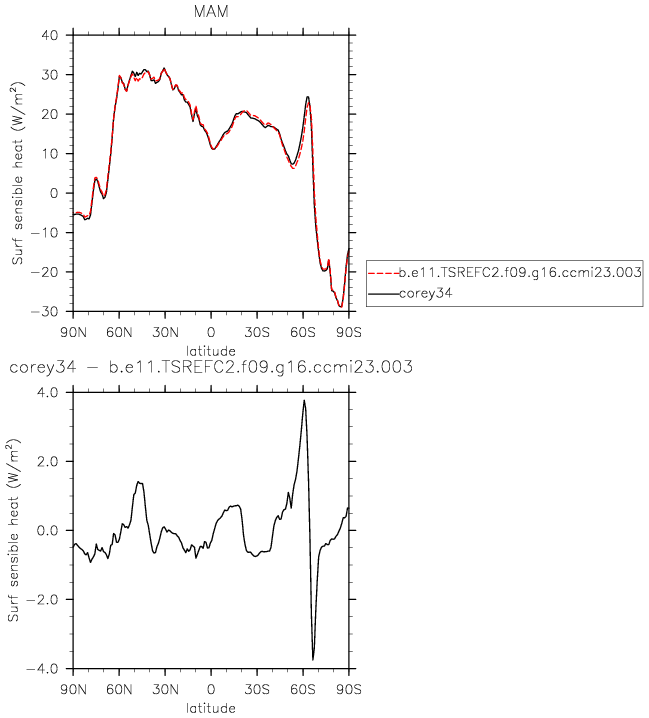 MAM
40
30
20
10
0
−10
−20
−30
Surf sensible heat (W/m²)
90N 60N 30N 0 30S 60S 90S
latitude
b.e11.TSREFC2.f09.g16.ccmi23.003
corey34
corey34 − b.e11.TSREFC2.f09.g16.ccmi23.003
4.0
2.0
0.0
−2.0
−4.0
Surf sensible heat (W/m²)
90N 60N 30N 0 30S 60S 90S
latitude